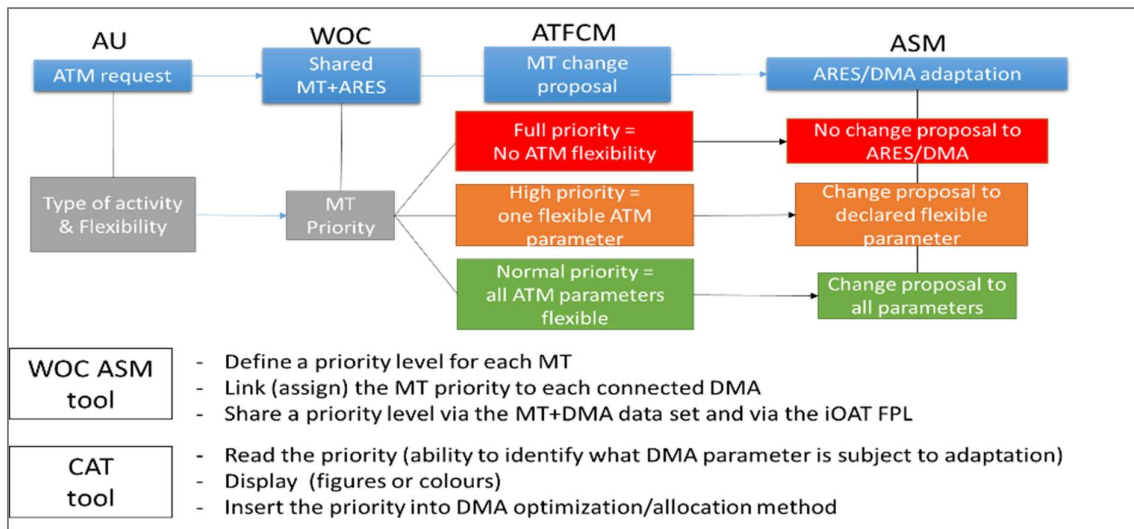 AU
WOC
ATFCM
ASM
ATM request
Shared
MT+ARES
MT change
proposal
ARES/DMA adaptation
Full priority =
No ATM flexibility
No change proposal to
ARES/DMA
Type of activity
& Flexibility
MT
Priority
High priority =
one flexible ATM
parameter
Change proposal to
declared flexible
parameter
Normal priority =
all ATM parameters
flexible
Change proposal to
all parameters
WOC ASM
tool
- Define a priority level for each MT
- Link (assign) the MT priority to each connected DMA
- Share a priority level via the MT+DMA data set and via the iOAT FPL
CAT
tool
- Read the priority (ability to identify what DMA parameter is subject to adaptation)
- Display (figures or colours)
- Insert the priority into DMA optimization/allocation method